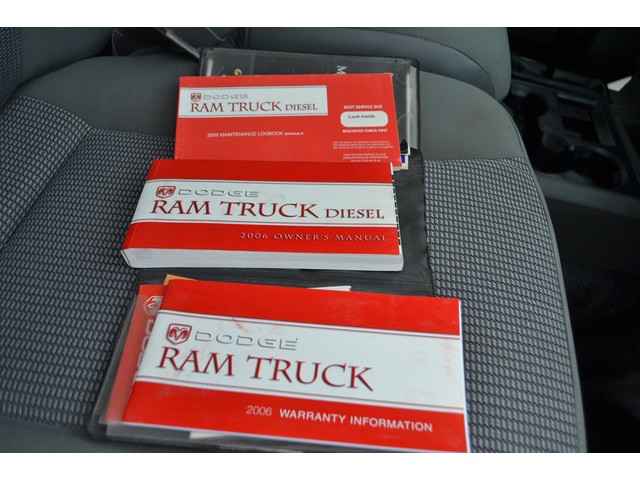 DODGE
RAM TRUCK DIESEL
2006 MAINTENANCE LOGBOOK Schedule A
NEXT SERVICE DUE
Look Inside.
WHICHEVER COMES FIRST
DODGE
RAM TRUCK DIESEL
2006 OWNER'S MANUAL
DODGE
RAM TRUCK
2006 WARRANTY INFORMATION